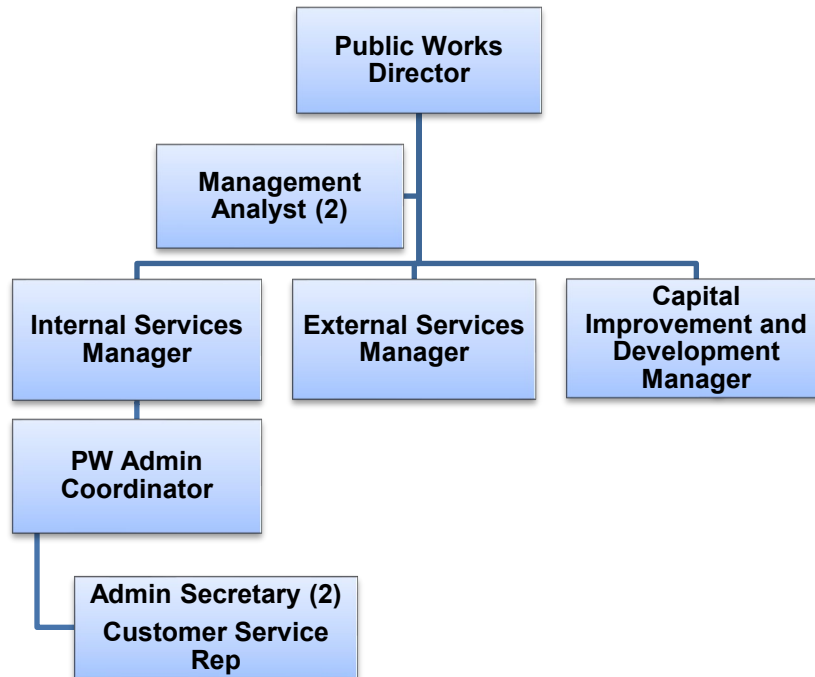 Public Works
Director
Management
Analyst (2)
Internal Services
Manager
External Services
Manager
Capital
Improvement and
Development
Manager
PW Admin
Coordinator
Admin Secretary (2)
Customer Service
Rep